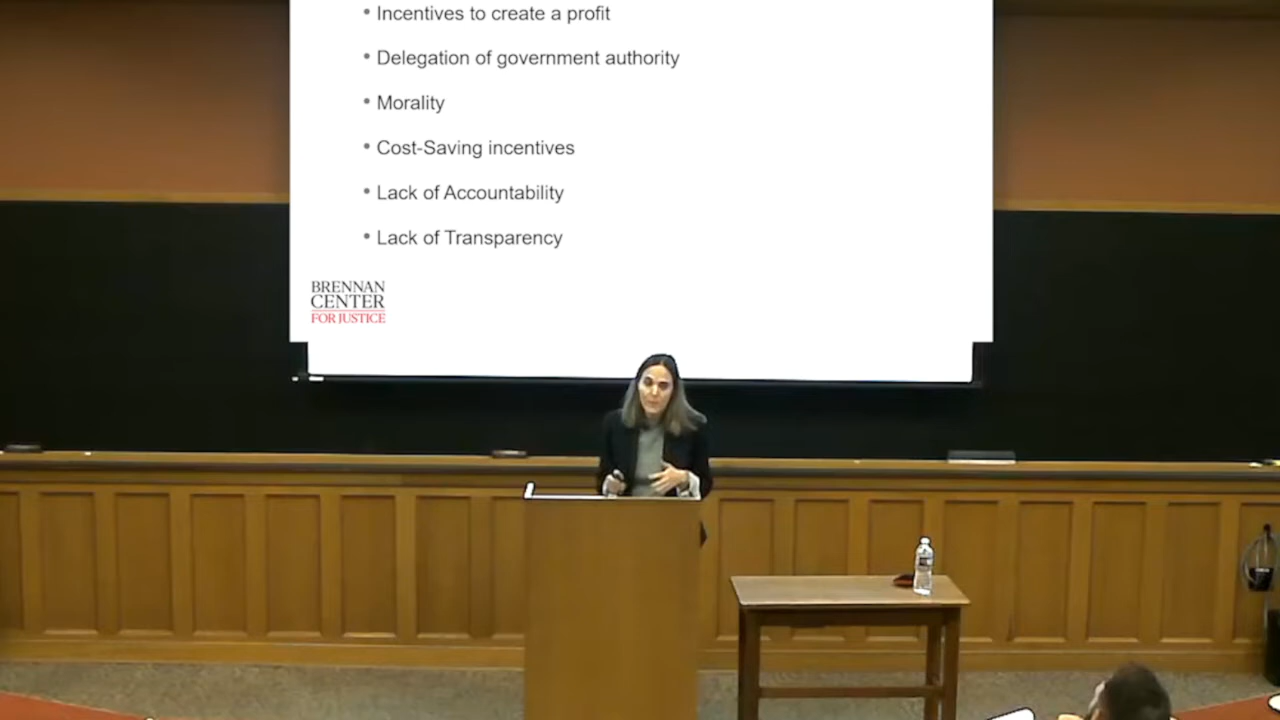 • Incentives to create a profit
• Delegation of government authority
• Morality
• Cost-Saving incentives
• Lack of Accountability
• Lack of Transparency
BRENNAN
CENTER
FOR JUSTICE